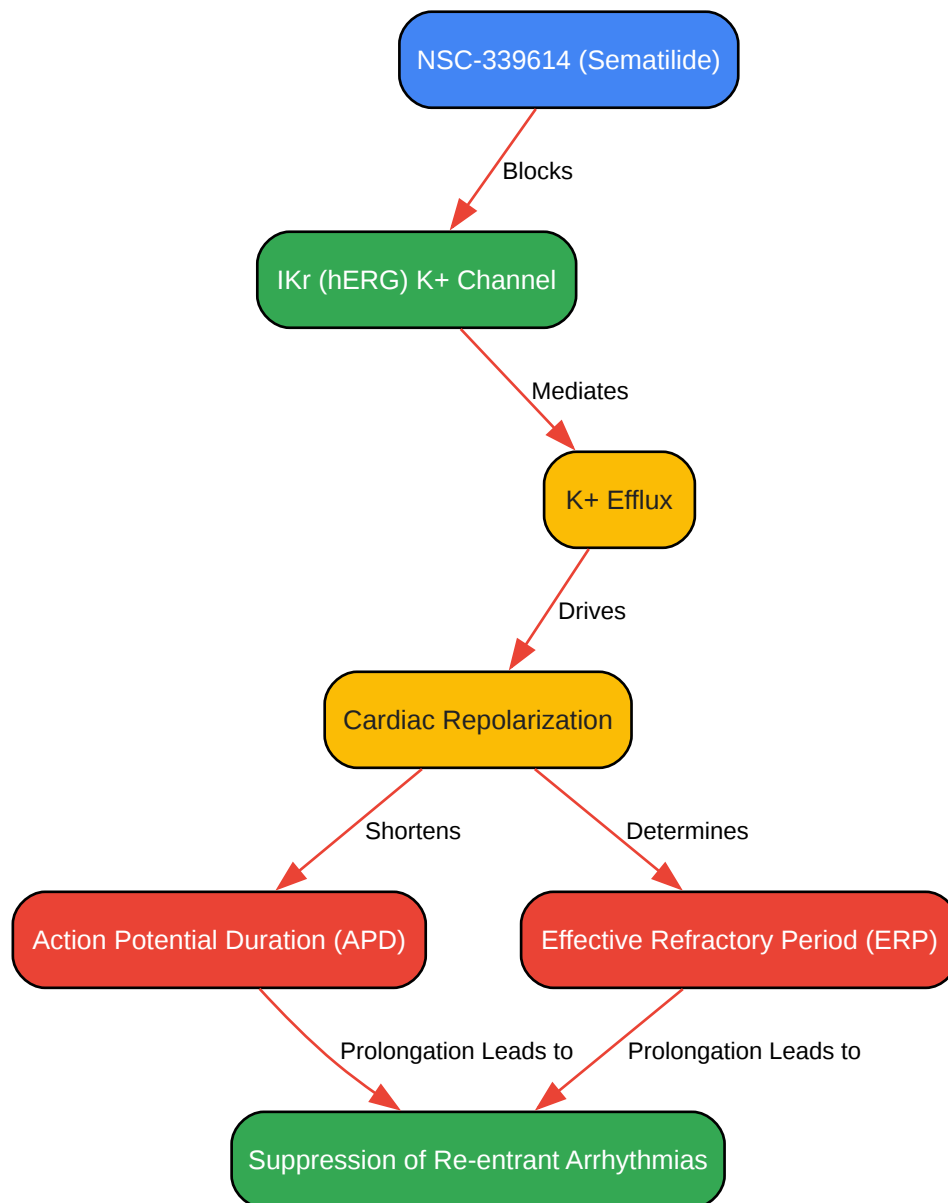 NSC-339614 (Sematilide)
Blocks
IKr (hERG) K+ Channel
Mediates
K+ Efflux
Drives
Cardiac Repolarization
Shortens
Determines
Action Potential Duration (APD)
Effective Refractory Period (ERP)
Prolongation Leads to
Prolongation Leads to
Suppression of Re-entrant Arrhythmias